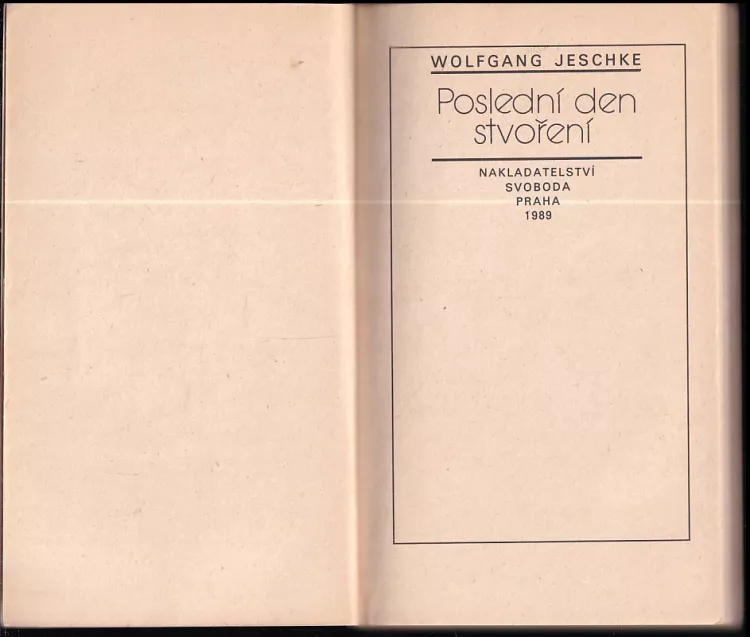 WOLFGANG JESCHKE
Poslední den
stvoření
NAKLADATELSTVÍ
SVOBODA
PRAHA
1989